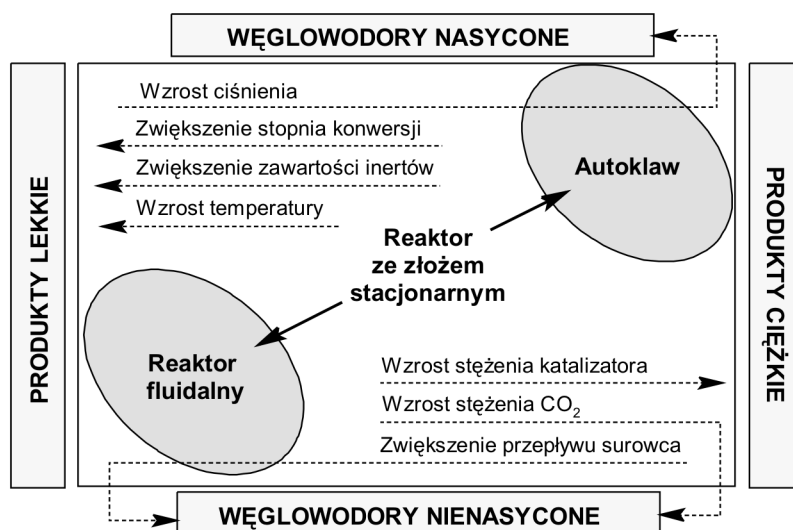 WĘGLOWODORY NASYCONE
PRODUKTY LEKKIE
Wzrost ciśnienia
Zwiększenie stopnia konwersji
Zwiększenie zawartości inertów
Wzrost temperatury
Autoklaw
Reaktor
ze złożem
stacjonarnym
Reaktor
fluidalny
Wzrost stężenia katalizatora
Wzrost stężenia CO₂
Zwiększenie przepływu surowca
PRODUKTY CIĘŻKIE
WĘGLOWODORY NIENASYCONE